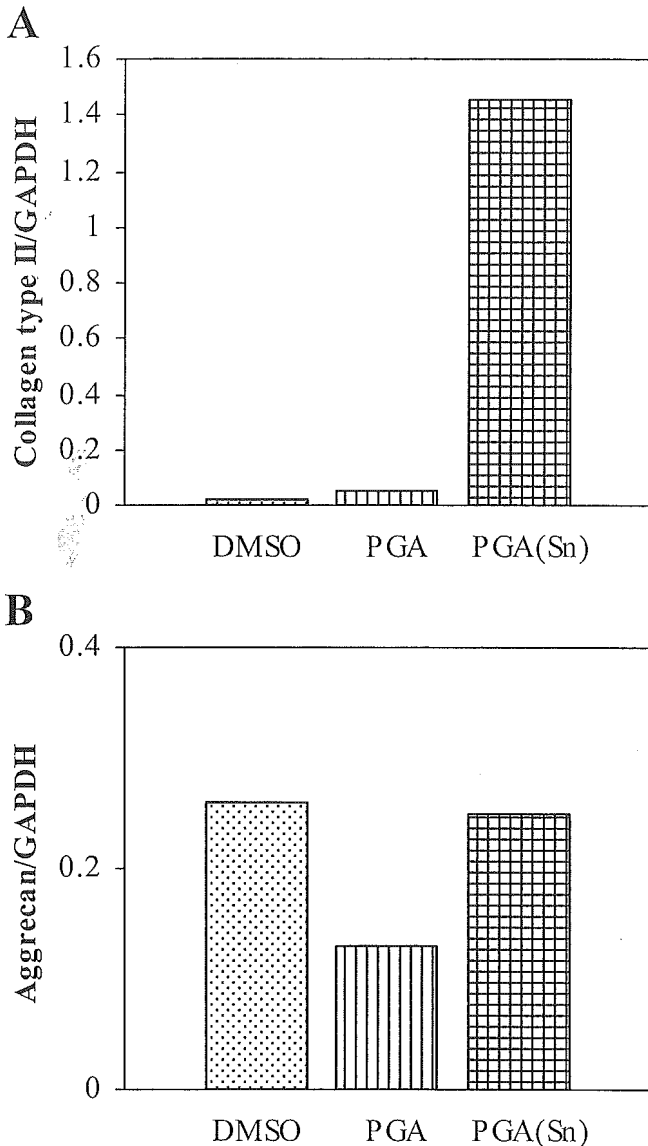 A
Collagen type II/GAPDH
1.6
1.4
1.2
1
0.8
0.6
0.4
0.2
0
DMSO PGA PGA(Sn)
B
Aggrecan/GAPDH
0.4
0.2
0
DMSO PGA PGA(Sn)